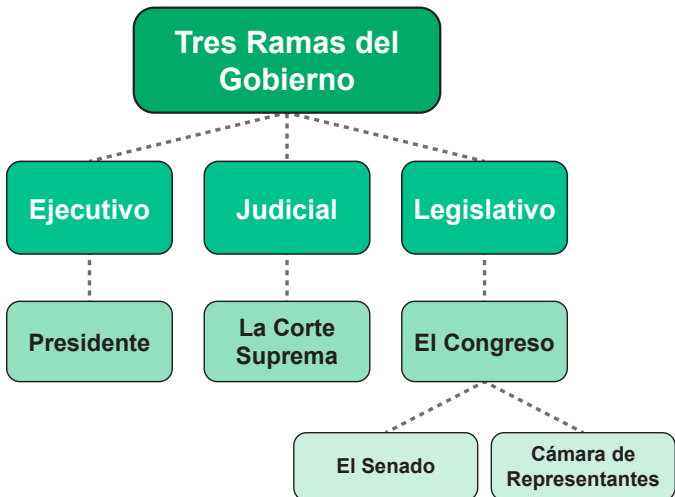 Tres Ramas del
Gobierno
Ejecutivo
Judicial
Legislativo
Presidente
La Corte
Suprema
El Congreso
El Senado
Cámara de
Representantes